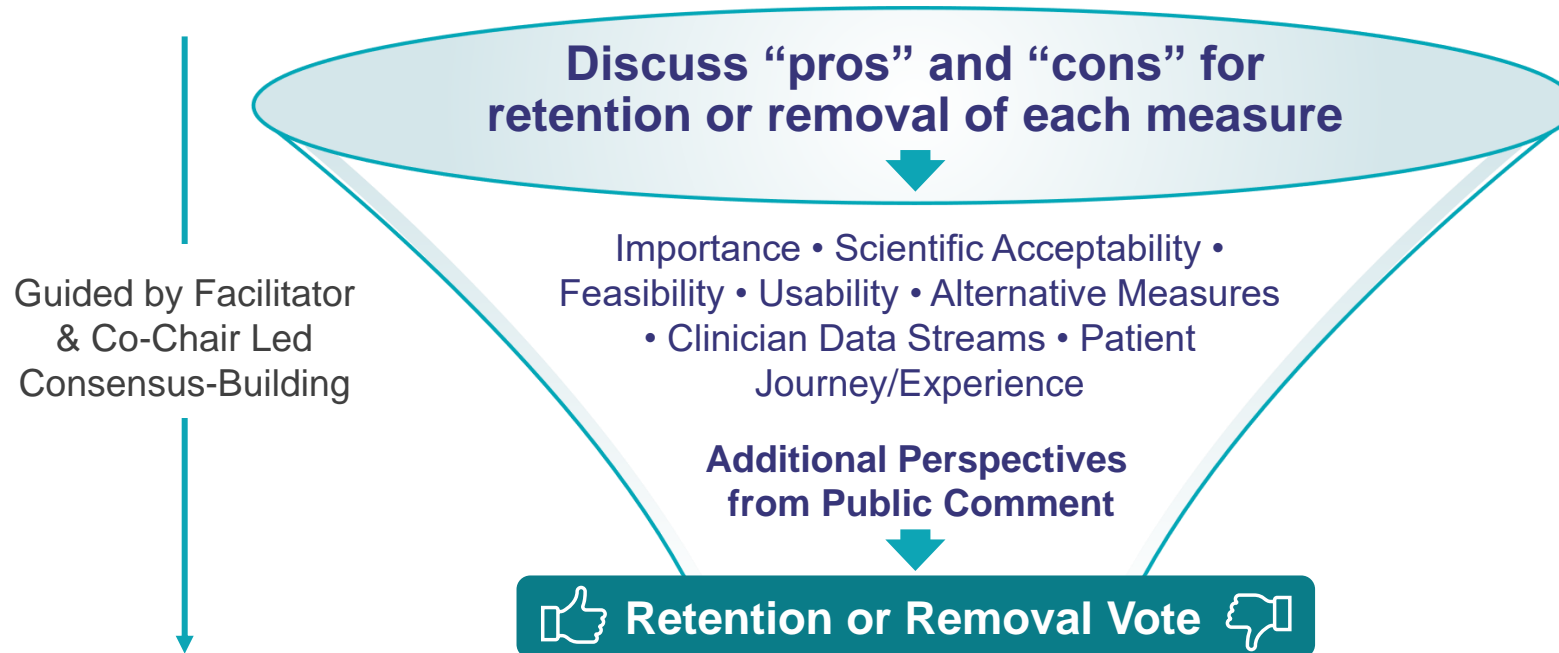 Discuss “pros” and “cons” for
retention or removal of each measure
Importance • Scientific Acceptability •
Feasibility • Usability • Alternative Measures
• Clinician Data Streams • Patient
Journey/Experience
Guided by Facilitator
& Co-Chair Led
Consensus-Building
Additional Perspectives
from Public Comment
Retention or Removal Vote